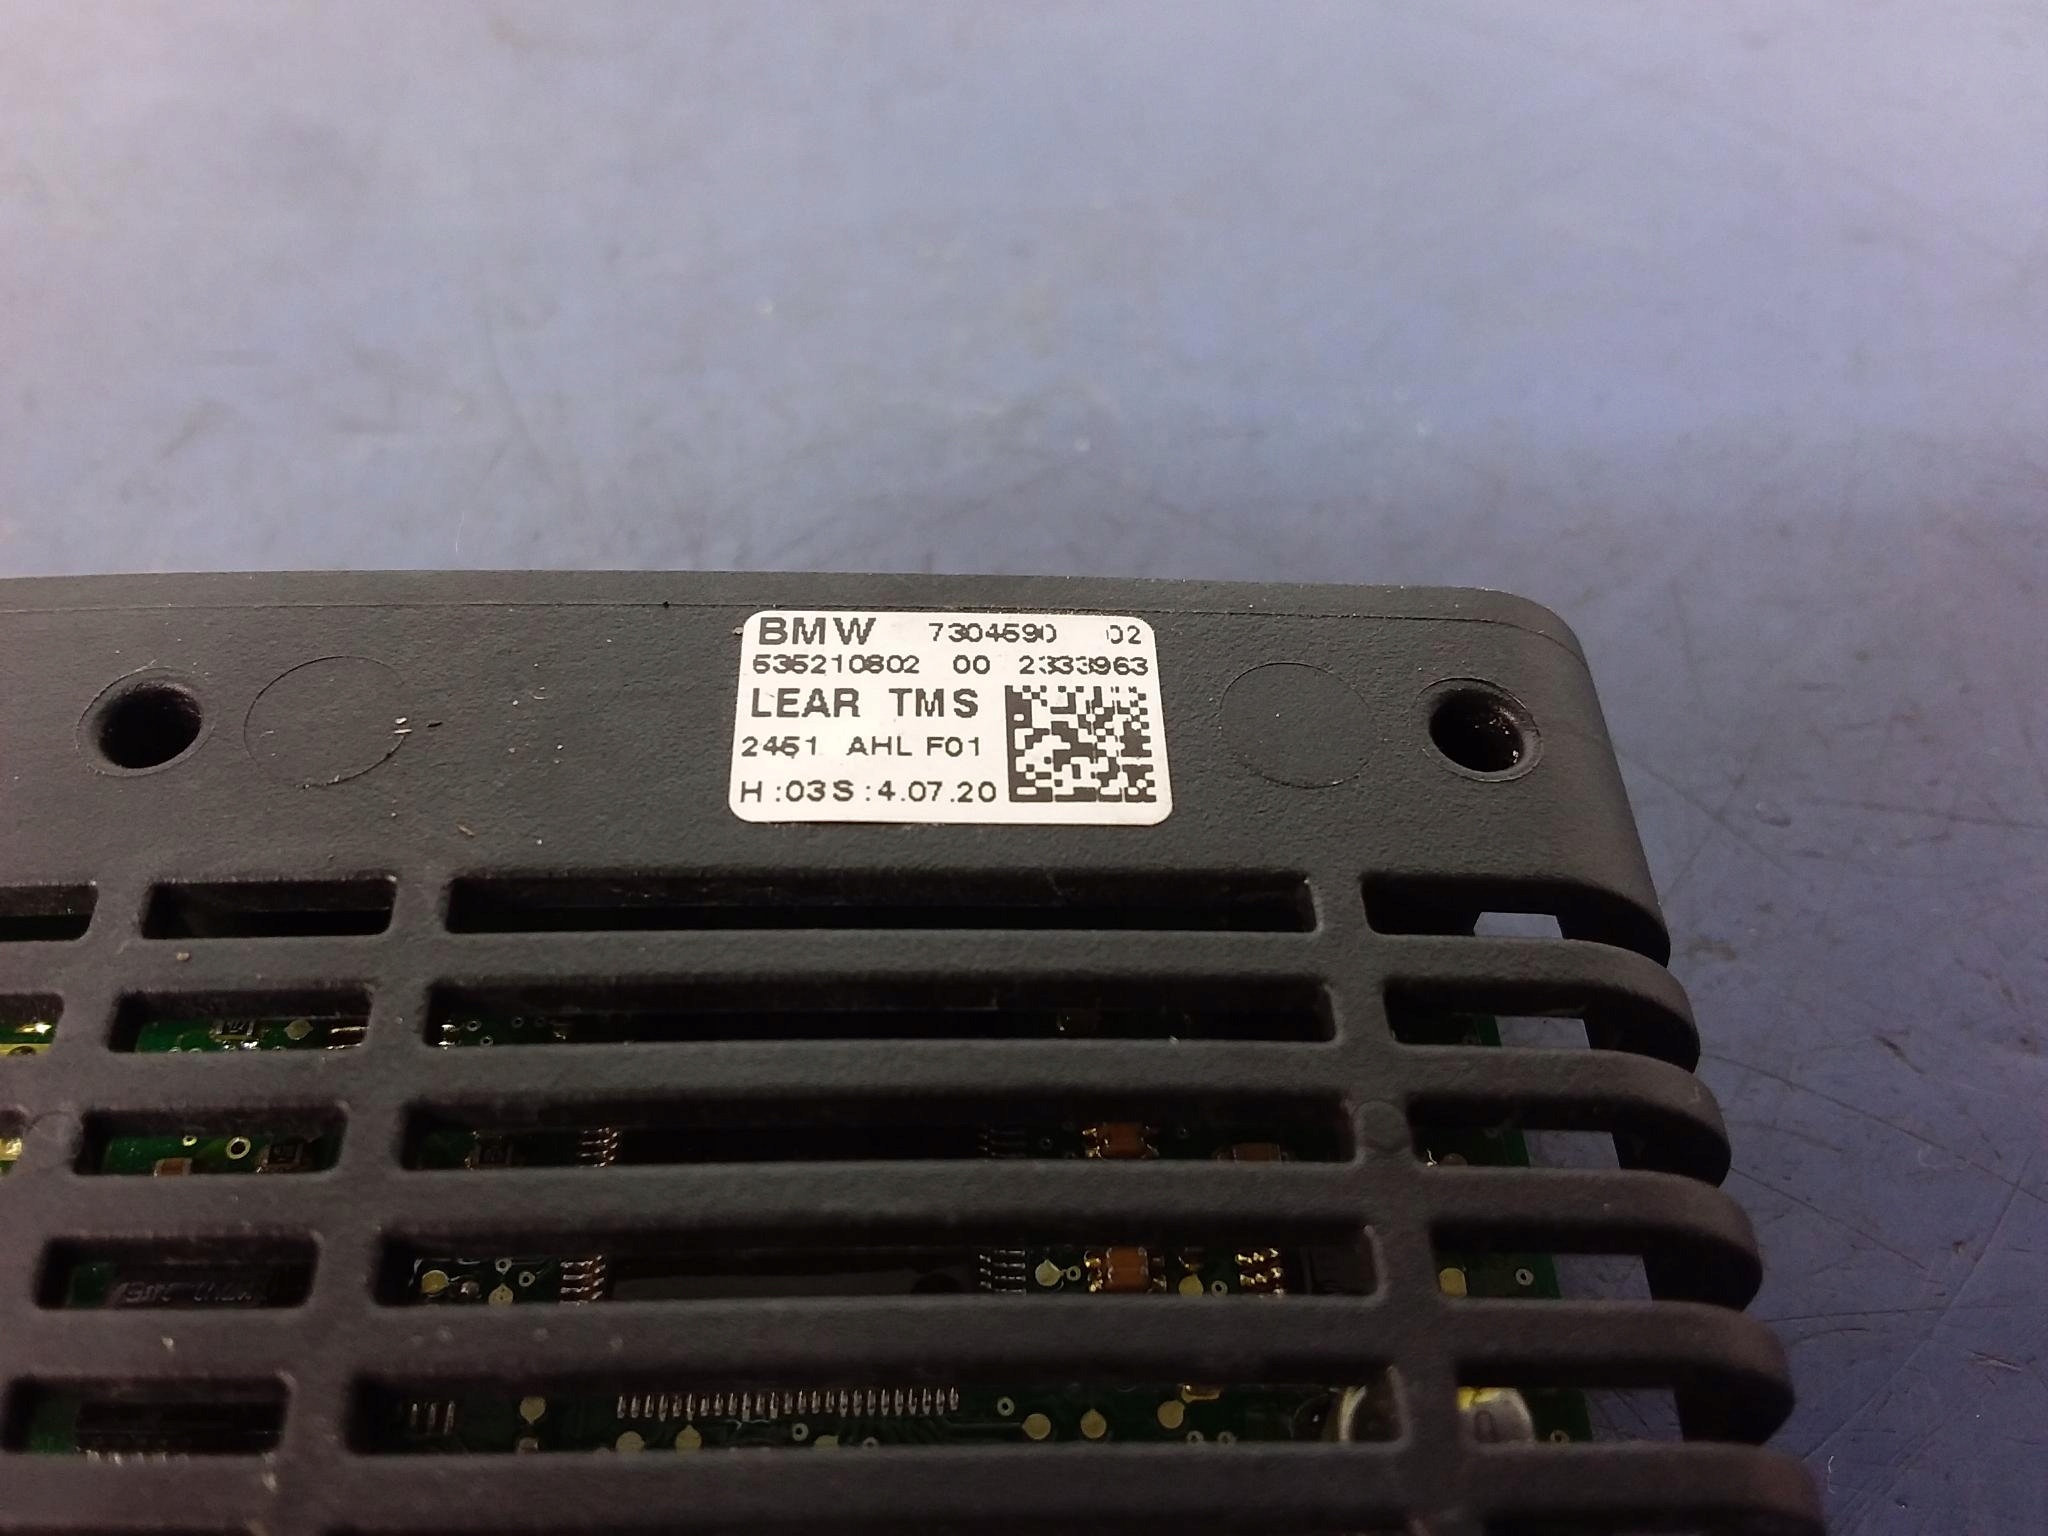 BMW 7304590 02
535210802 00 2333963
LEAR TMS
2451 AHL F01
H:03S:4.07.20